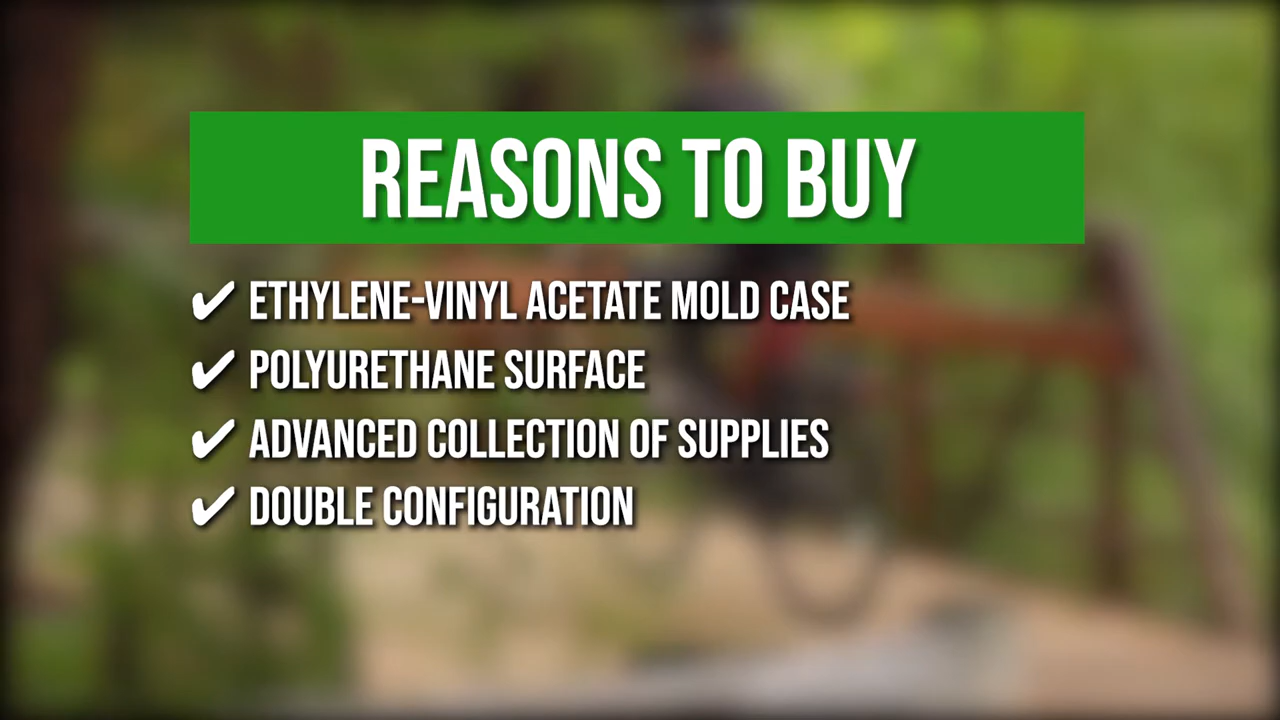 REASONS TO BUY
✔ ETHYLENE-VINYL ACETATE MOLD CASE
✔ POLYURETHANE SURFACE
✔ ADVANCED COLLECTION OF SUPPLIES
✔ DOUBLE CONFIGURATION